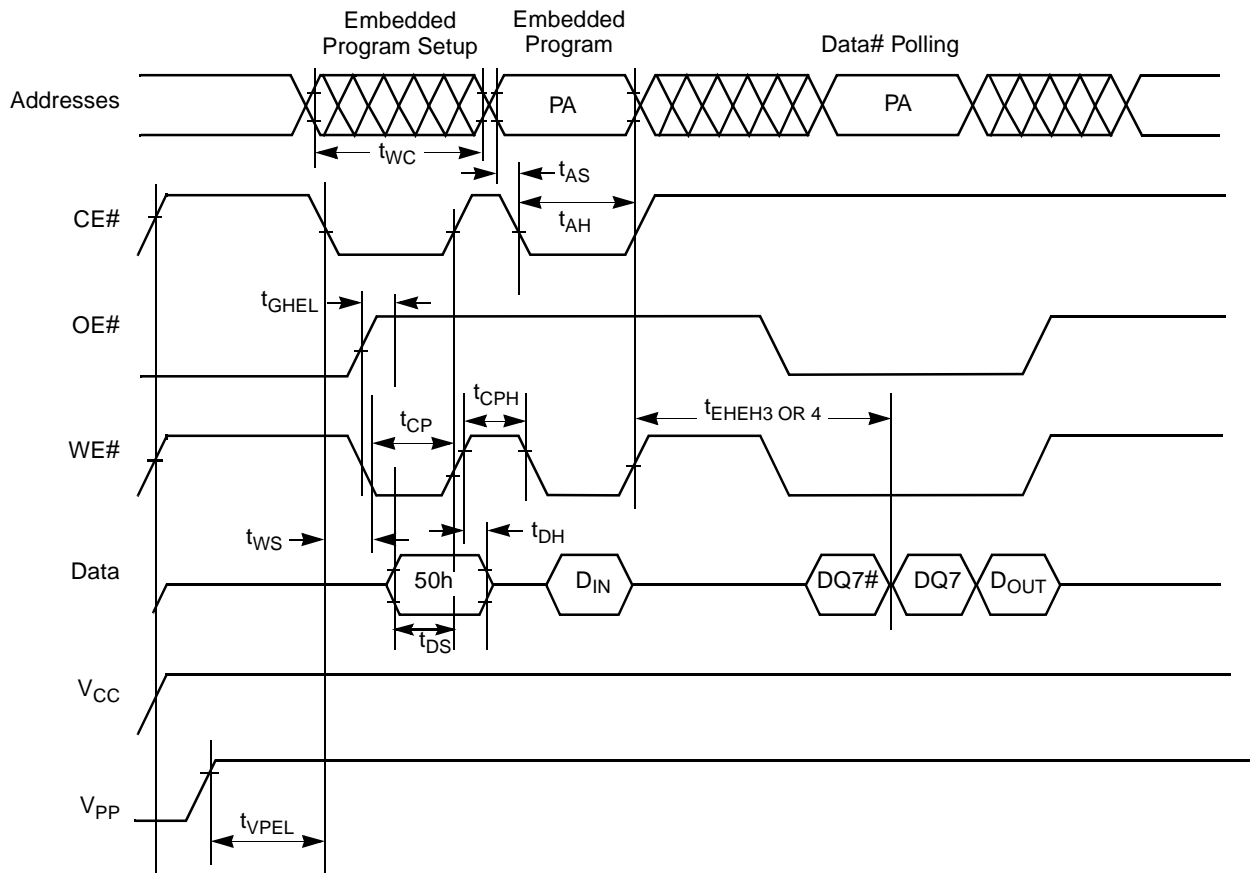 Embedded
Program Setup
Embedded
Program
Data# Polling
Addresses
PA
PA
tWC
tAS
CE#
tAH
tGHEL
OE#
tCPH
tCP
tEHEH3 OR 4
WE#
tWS
tDH
Data
50h
DIN
DQ7#
DQ7
DOUT
tDS
VCC
VPP
tVPEL